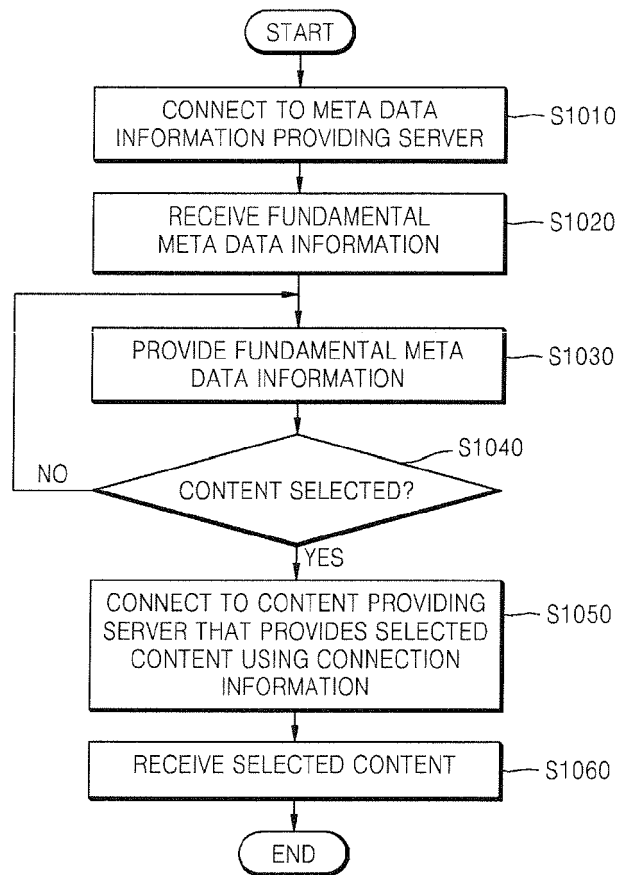 START
CONNECT TO META DATA
INFORMATION PROVIDING SERVER
S1010
RECEIVE FUNDAMENTAL
META DATA INFORMATION
S1020
PROVIDE FUNDAMENTAL META
DATA INFORMATION
S1030
S1040
NO
CONTENT SELECTED?
YES
CONNECT TO CONTENT PROVIDING
SERVER THAT PROVIDES SELECTED
CONTENT USING CONNECTION
INFORMATION
S1050
RECEIVE SELECTED CONTENT
S1060
END